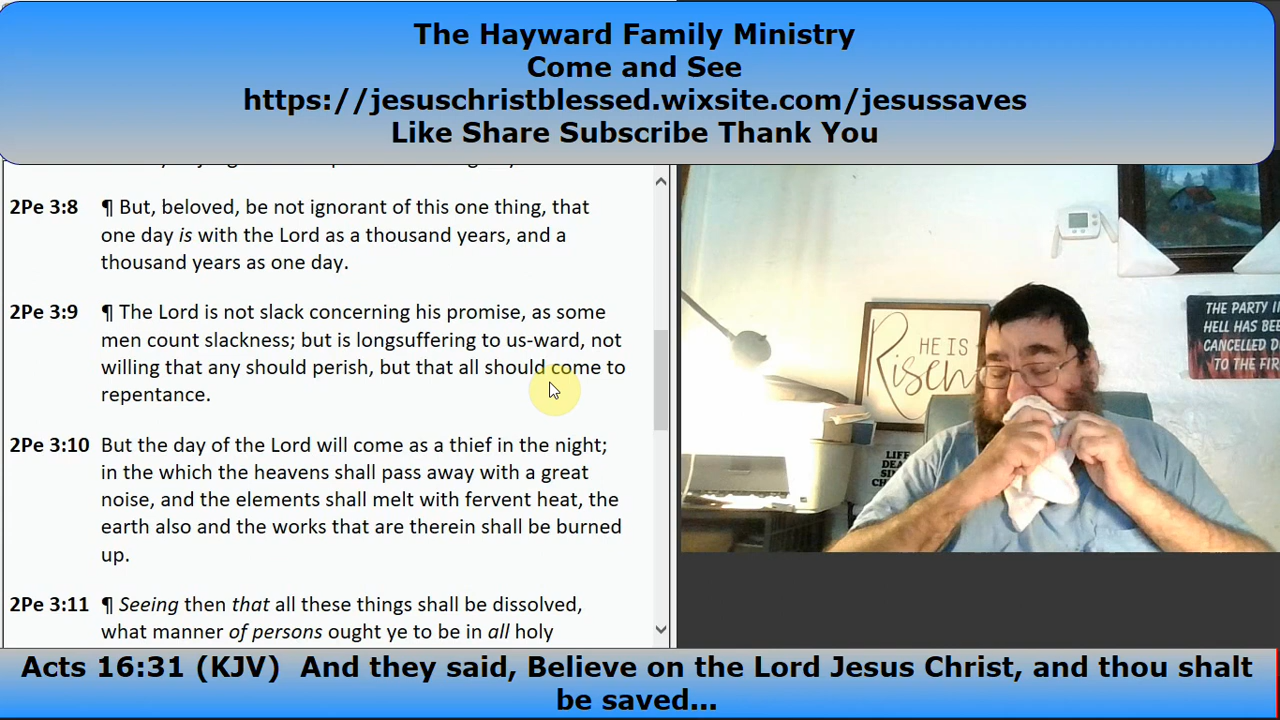 The Hayward Family Ministry
Come and See
https://jesuschristblessed.wixsite.com/jesussaves
Like Share Subscribe Thank You
2Pe 3:8 ¶ But, beloved, be not ignorant of this one thing, that
one day is with the Lord as a thousand years, and a
thousand years as one day.
2Pe 3:9 ¶ The Lord is not slack concerning his promise, as some
men count slackness; but is longsuffering to us-ward, not
willing that any should perish, but that all should come to
repentance.
2Pe 3:10 But the day of the Lord will come as a thief in the night;
in the which the heavens shall pass away with a great
noise, and the elements shall melt with fervent heat, the
earth also and the works that are therein shall be burned
up.
2Pe 3:11 ¶ Seeing then that all these things shall be dissolved,
what manner of persons ought ye to be in all holy
HE IS
Risen
THE PARTY I
HELL HAS BEE
CANCELLED D
TO THE FIR
LIFE
DEA
SI
CH
Acts 16:31 (KJV) And they said, Believe on the Lord Jesus Christ, and thou shalt
be saved...